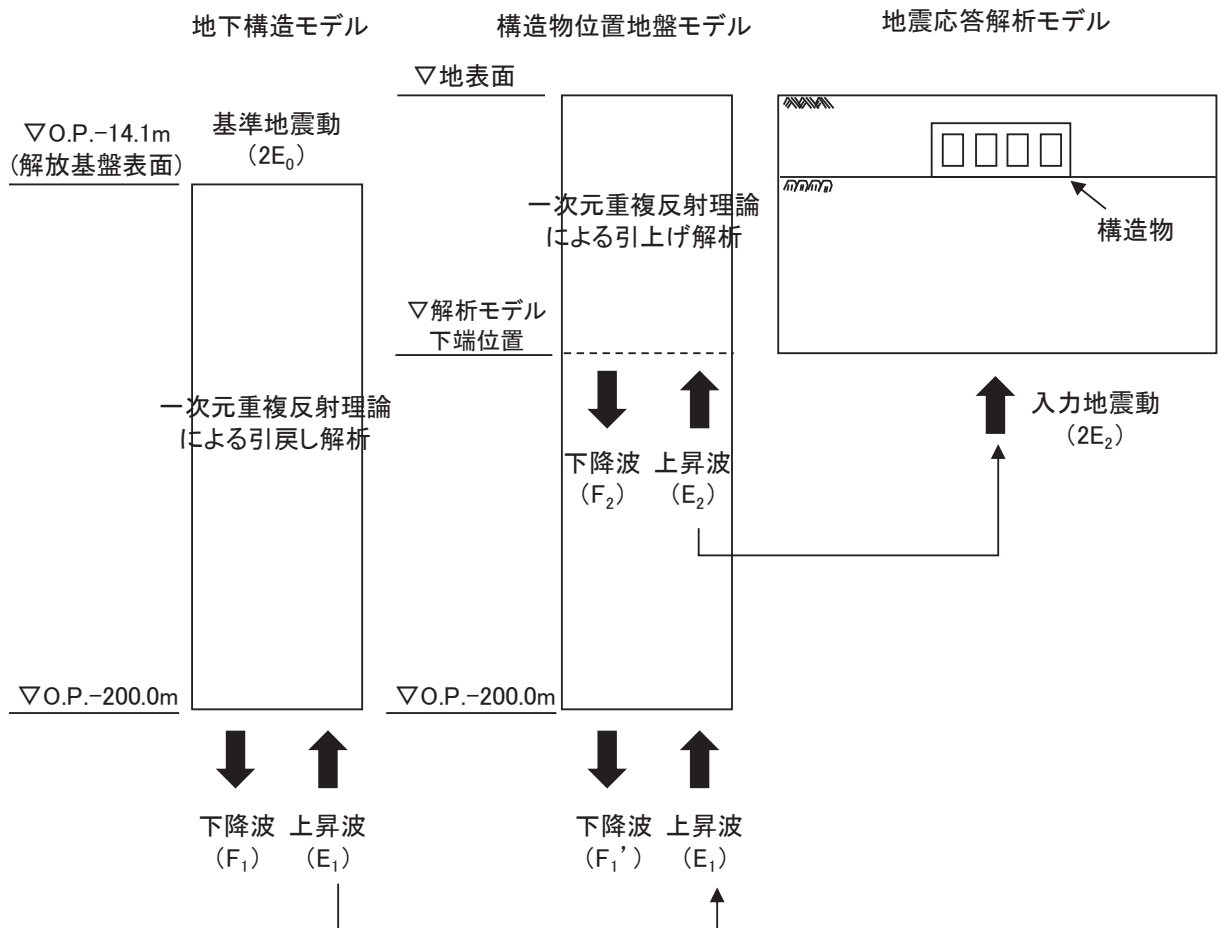 地下構造モデル
▽O.P.-14.1m
(解放基盤表面)
基準地震動
(2E₀)
一次元重複反射理論
による引戻し解析
▽O.P.-200.0m
下降波
(F₁)
上昇波
(E₁)
構造物位置地盤モデル
▽地表面
一次元重複反射理論
による引上げ解析
▽解析モデル
下端位置
下降波
(F₂)
上昇波
(E₂)
▽O.P.-200.0m
下降波
(F₁’)
上昇波
(E₁)
地震応答解析モデル
構造物
入力地震動
(2E₂)